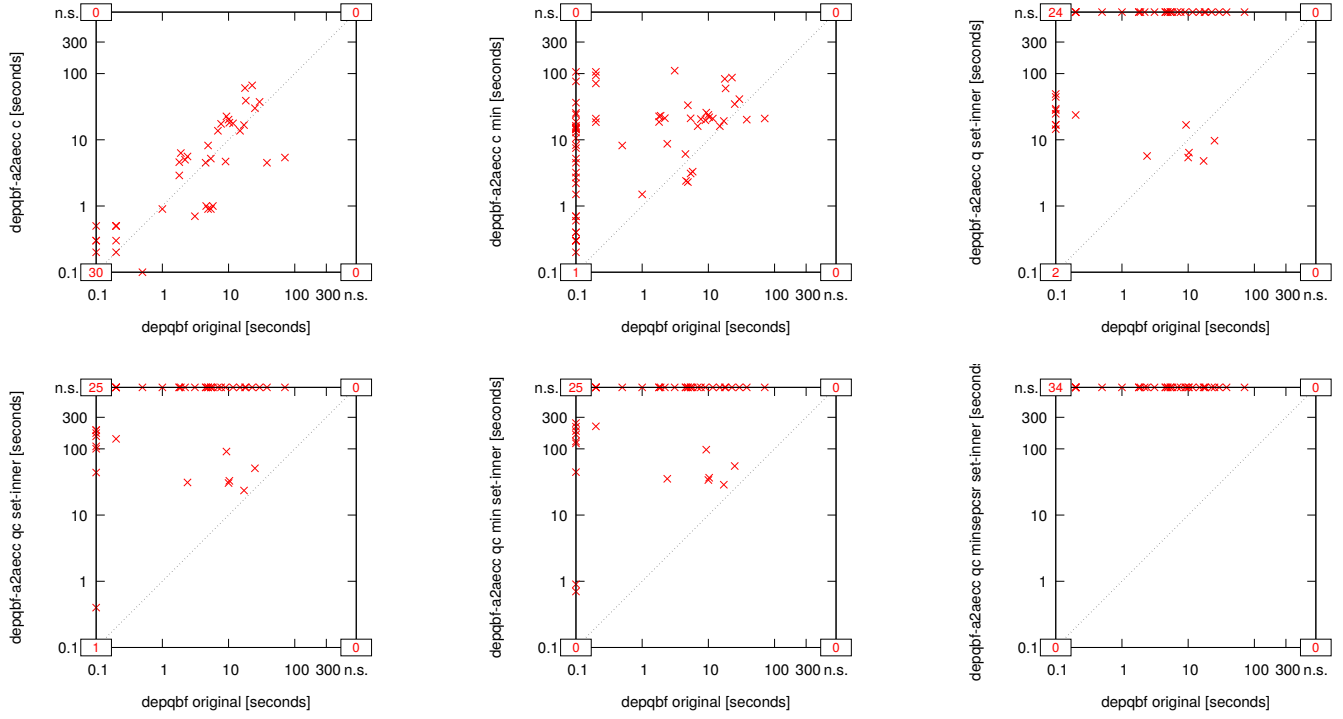 depqbf-a2aecc c [seconds]
n.s.
300
100
10
1
0.1
0
0
30
0
0.1 1 10 100 300 n.s.
depqbf original [seconds]
depqbf-a2aecc c min [seconds]
n.s.
300
100
10
1
0.1
0
0
1
0
0.1 1 10 100 300 n.s.
depqbf original [seconds]
depqbf-a2aecc q set-inner [seconds]
n.s.
300
100
10
1
0.1
24
0
2
0
0.1 1 10 100 300 n.s.
depqbf original [seconds]
depqbf-a2aecc qc set-inner [seconds]
n.s.
300
100
10
1
0.1
25
0
1
0
0.1 1 10 100 300 n.s.
depqbf original [seconds]
depqbf-a2aecc qc min set-inner [seconds]
n.s.
300
100
10
1
0.1
25
0
0
0
0.1 1 10 100 300 n.s.
depqbf original [seconds]
depqbf-a2aecc qc minsepcsr set-inner [second
n.s.
300
100
10
1
0.1
34
0
0
0
0.1 1 10 100 300 n.s.
depqbf original [seconds]